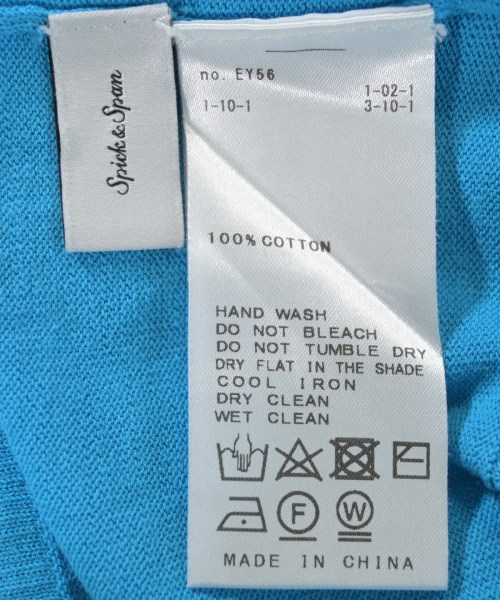 Spick & Span
no. EY56
1-02-1
1-10-1 3-10-1
100% COTTON
HAND WASH
DO NOT BLEACH
DO NOT TUMBLE DRY
DRY FLAT IN THE SHADE
COOL IRON
DRY CLEAN
WET CLEAN
F W
MADE IN CHINA